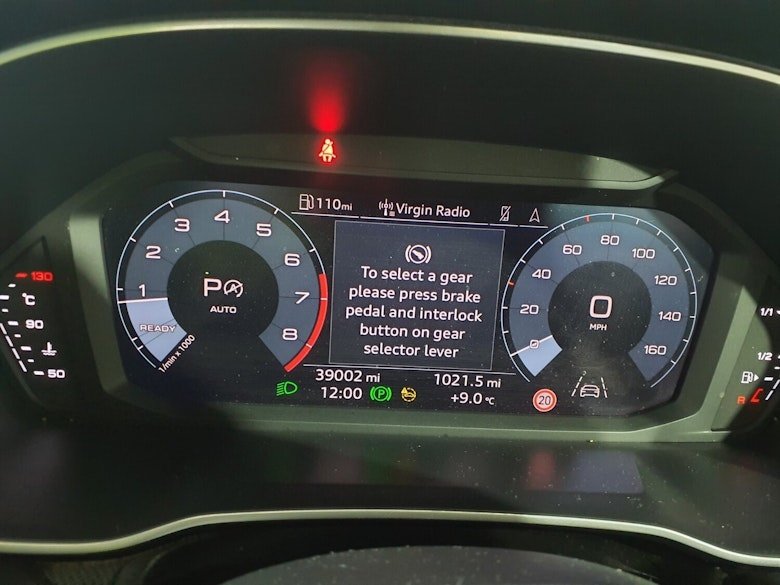 110mi
Virgin Radio
1
2
3
4
5
6
7
8
READY
1/min x 1000
P
A
AUTO
To select a gear
please press brake
pedal and interlock
button on gear
selector lever
0
20
40
60
80
100
120
140
160
0
MPH
130
°C
90
50
1/1
1/2
R
39002 mi
12:00
(P)
1021.5 mi
+9.0 °C
20